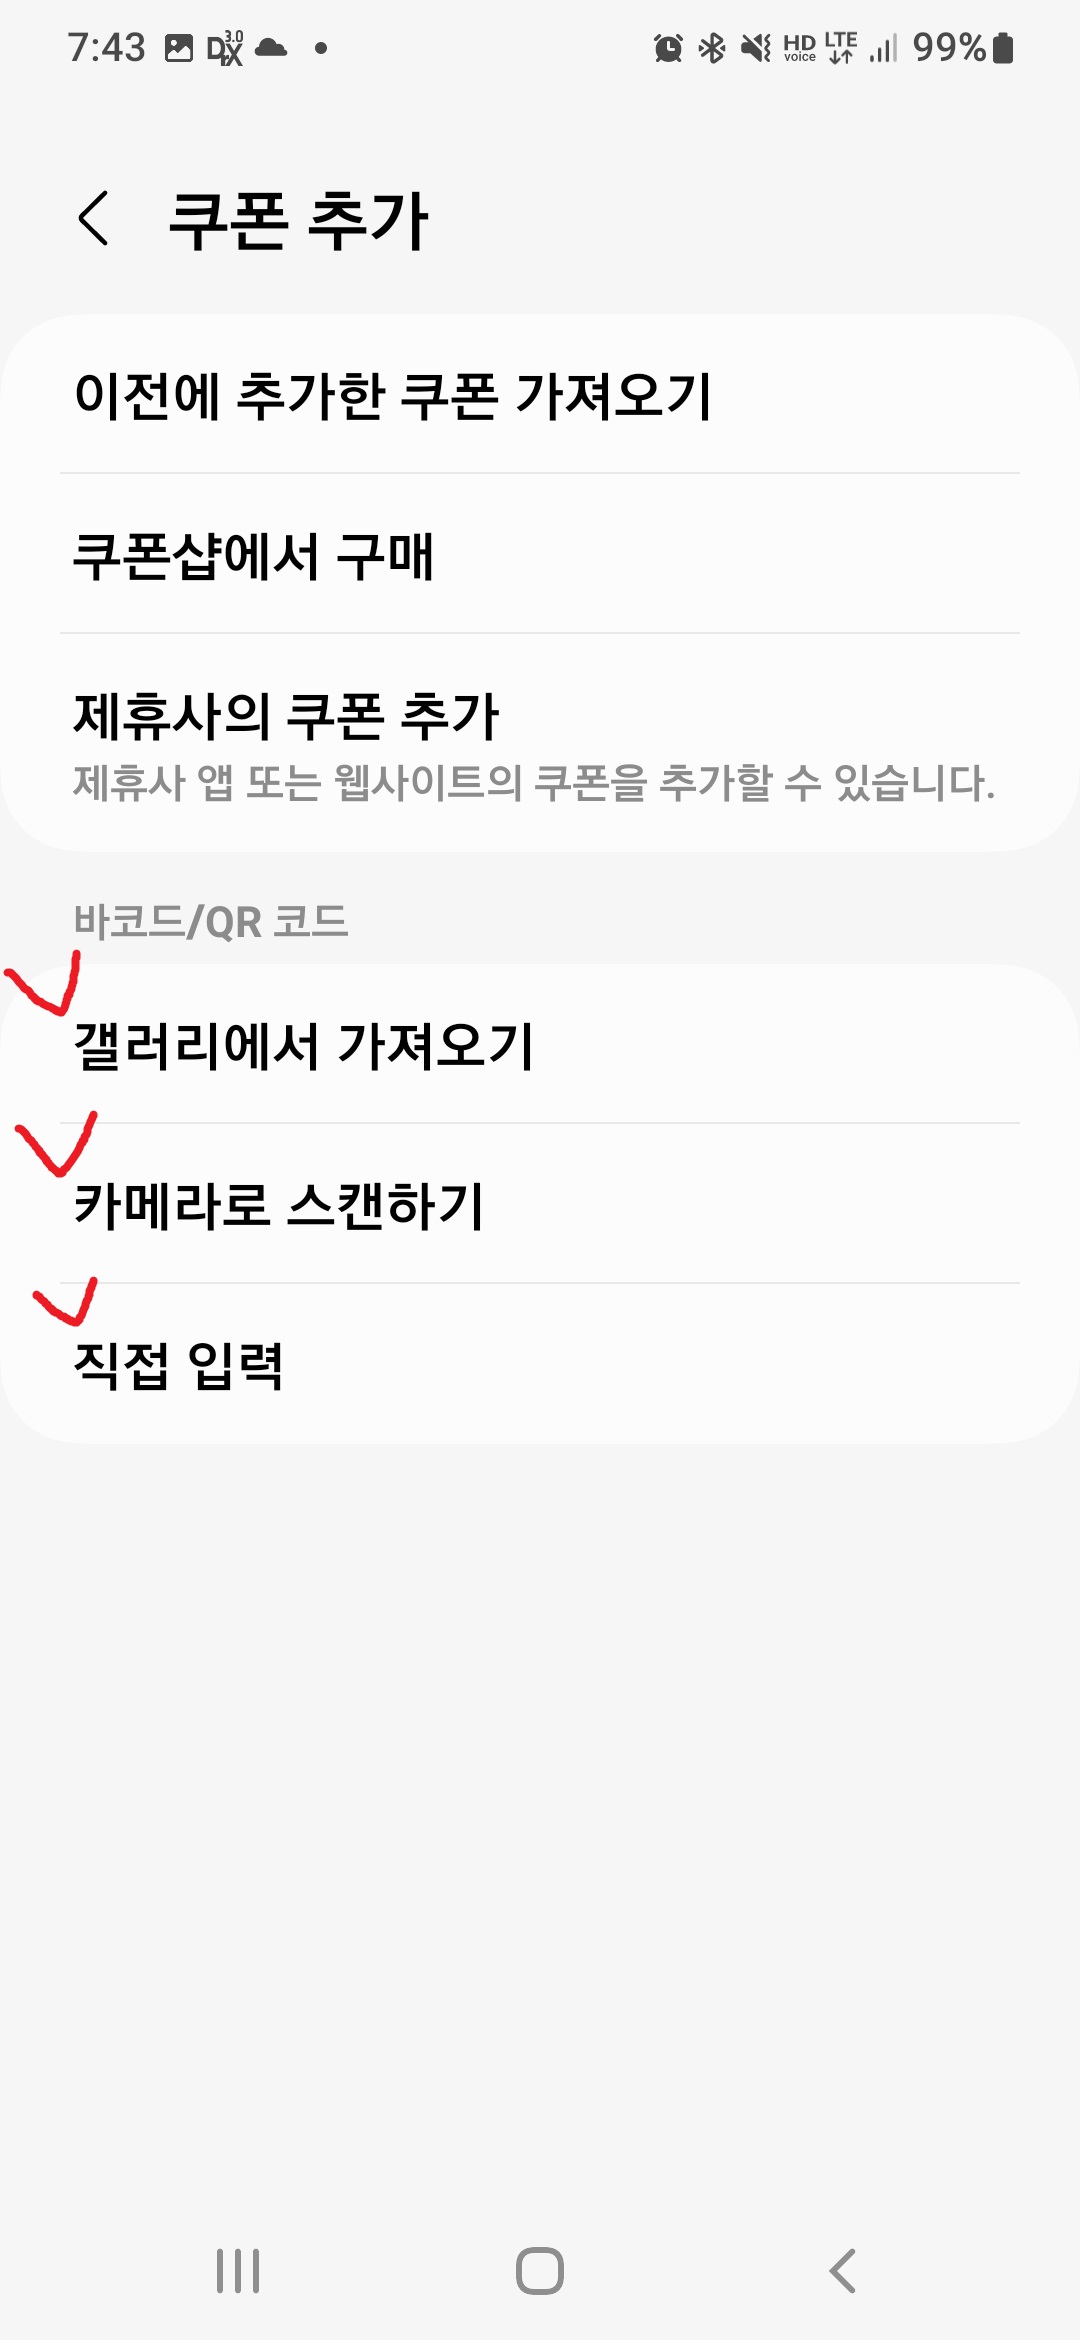 7:43 DrX 3.0 HD voice LTE 99%
쿠폰 추가
이전에 추가한 쿠폰 가져오기
쿠폰샵에서 구매
제휴사의 쿠폰 추가
제휴사 앱 또는 웹사이트의 쿠폰을 추가할 수 있습니다.
바코드/QR 코드
갤러리에서 가져오기
카메라로 스캔하기
직접 입력